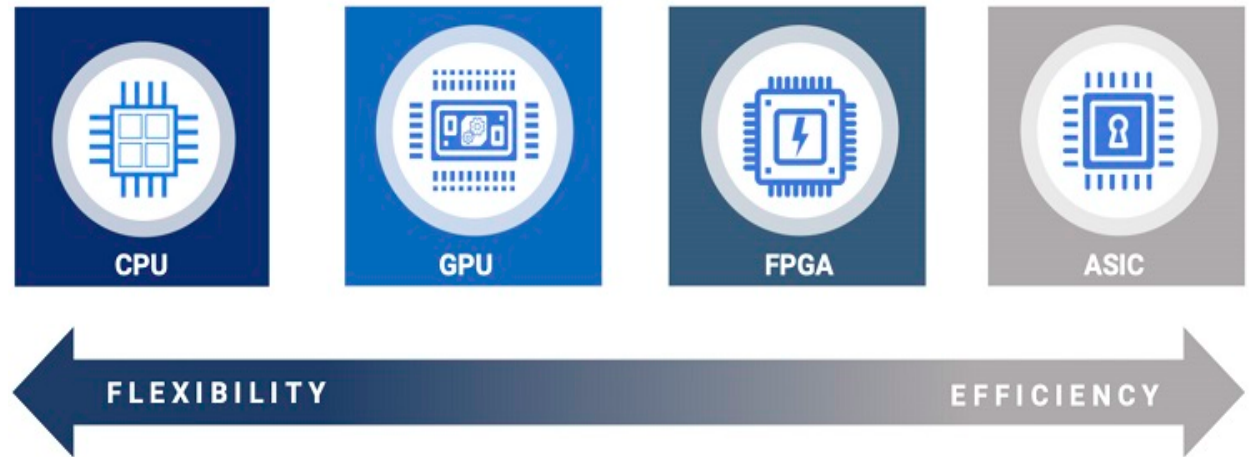 CPU
GPU
FPGA
ASIC
FLEXIBILITY
EFFICIENCY